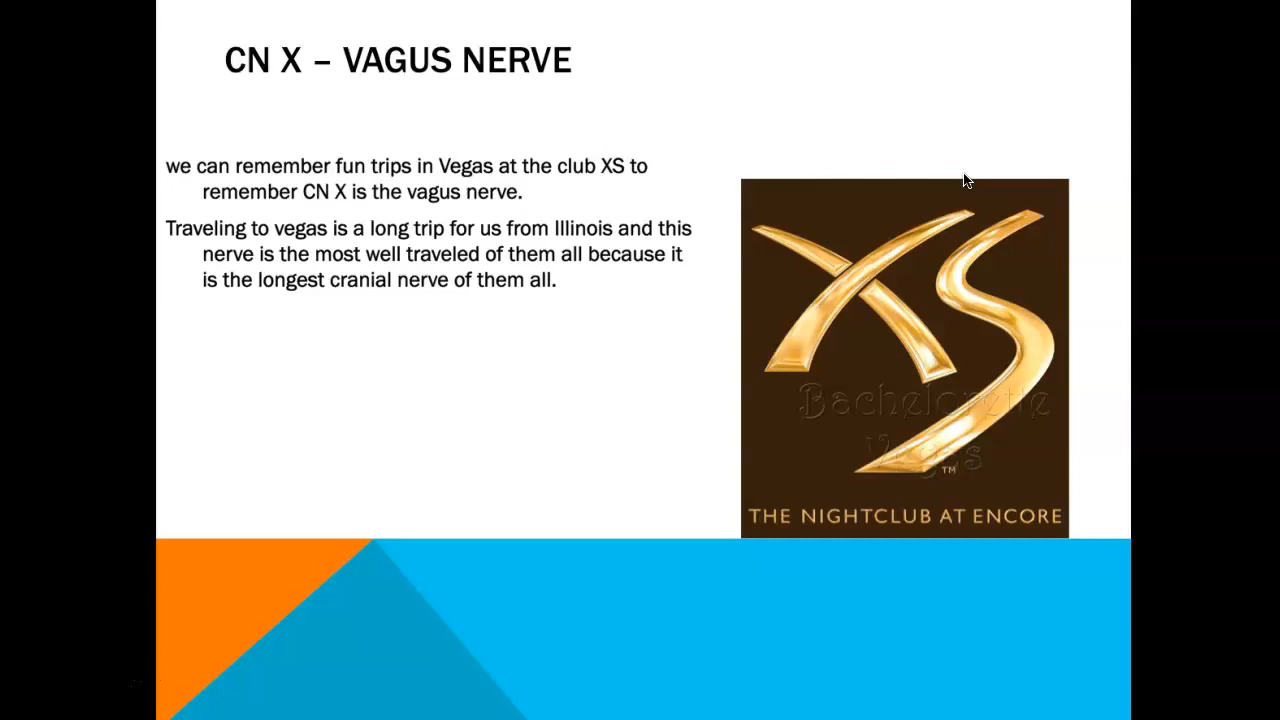 CN X – VAGUS NERVE
we can remember fun trips in Vegas at the club XS to
remember CN X is the vagus nerve.
Traveling to vegas is a long trip for us from Illinois and this
nerve is the most well traveled of them all because it
is the longest cranial nerve of them all.
XS
Bachelorette
Vegas
TM
THE NIGHTCLUB AT ENCORE